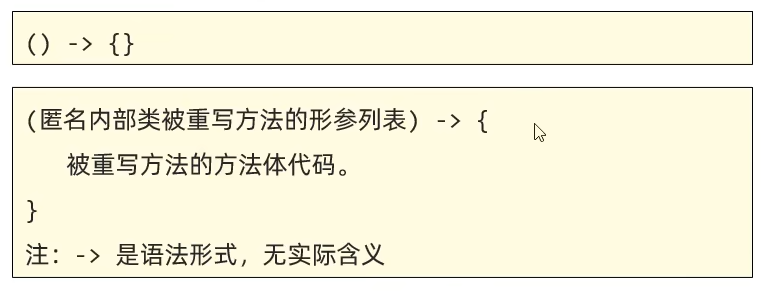 () -> {}
(匿名内部类被重写方法的形参列表) -> {
被重写方法的方法体代码。
}
注：-> 是语法形式，无实际含义